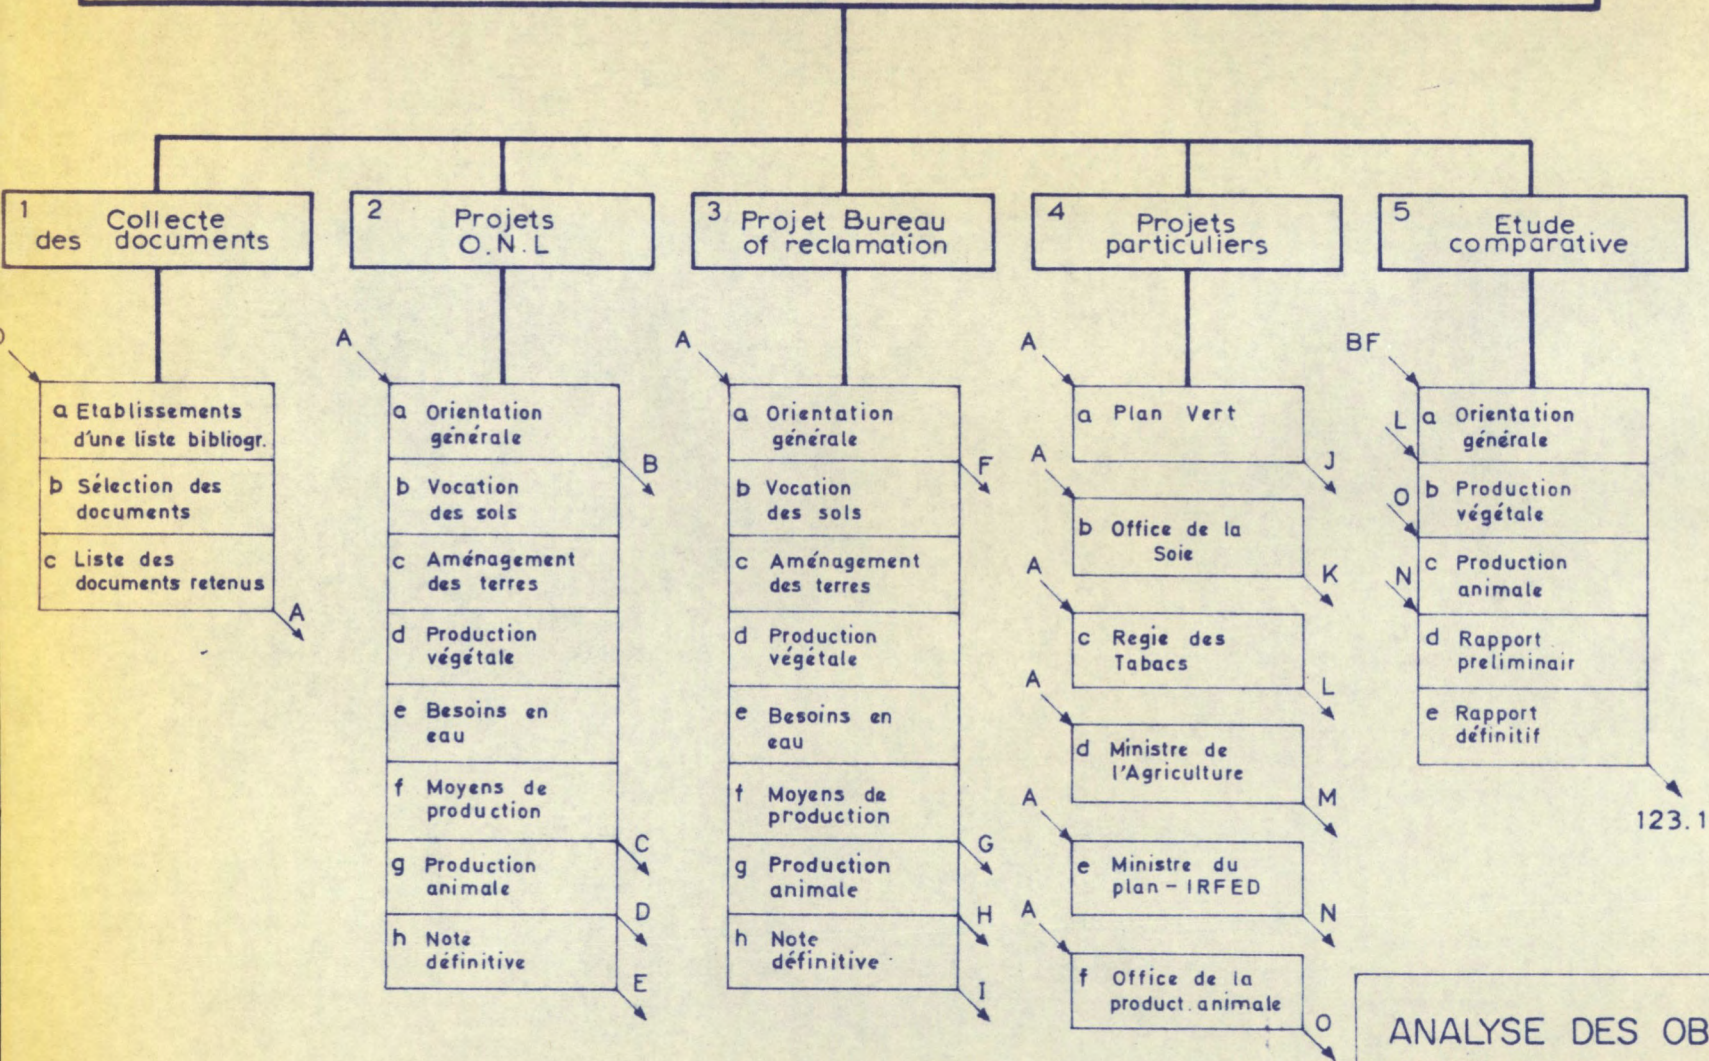 1 Collecte
des documents
2 Projets
O.N.L
3 Projet Bureau
of reclamation
4 Projets
particuliers
5 Etude
comparative
a Etablissements
d'une liste bibliogr.
b Sélection des
documents
c Liste des
documents retenus
A
A
a Orientation
générale
B
b Vocation
des sols
c Aménagement
des terres
d Production
végétale
e Besoins en
eau
f Moyens de
production
C
g Production
animale
D
h Note
définitive
E
A
a Orientation
générale
F
b Vocation
des sols
c Aménagement
des terres
d Production
végétale
e Besoins en
eau
f Moyens de
production
G
g Production
animale
H
h Note
définitive
I
A
a Plan Vert
J
A
b Office de la
Soie
K
A
c Regie des
Tabacs
L
A
d Ministre de
l'Agriculture
M
A
e Ministre du
plan - IRFED
N
A
f Office de la
product. animale
O
BF
a Orientation
générale
L
b Production
végétale
O
c Production
animale
N
d Rapport
preliminair
e Rapport
définitif
123.1
ANALYSE DES OB